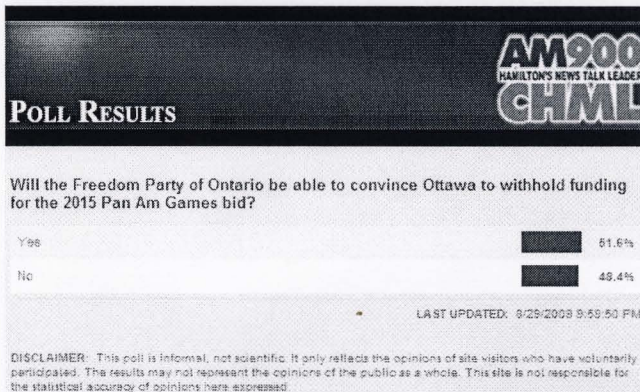 AM900
HAMILTON'S NEWS TALK LEADER
CHML
POLL RESULTS
Will the Freedom Party of Ontario be able to convince Ottawa to withhold funding
for the 2015 Pan Am Games bid?
Yes 51.6%
No 48.4%
LAST UPDATED: 8/29/2009 9:59:50 PM
DISCLAIMER: This poll is informal, not scientific. It only reflects the opinions of site visitors who have voluntarily
participated. The results may not represent the opinions of the public as a whole. This site is not responsible for
the statistical accuracy of opinions here expressed.